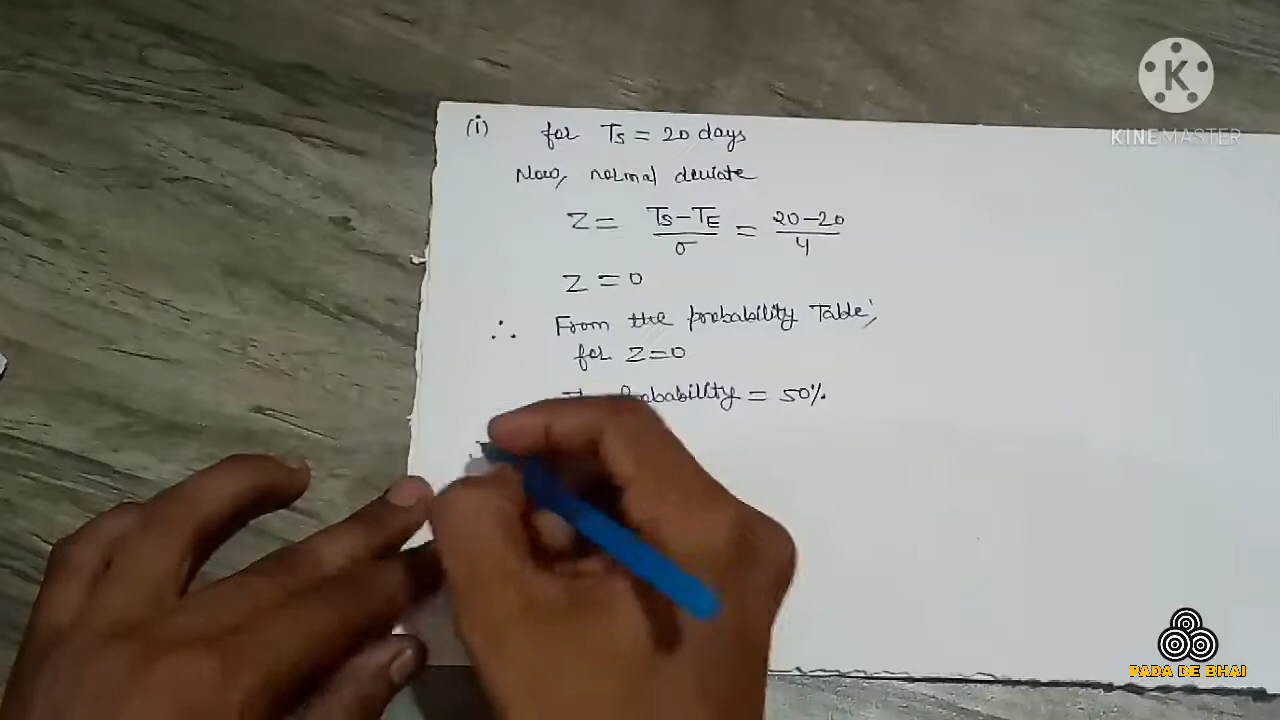 (i) for Ts = 20 days
Now, normal deviate
Z = Ts-TE/σ = 20-20/4
Z = 0
∴ From the probability Table,
for Z=0
Probability = 50%
K
KINEMASTER
PADA DE BHAI